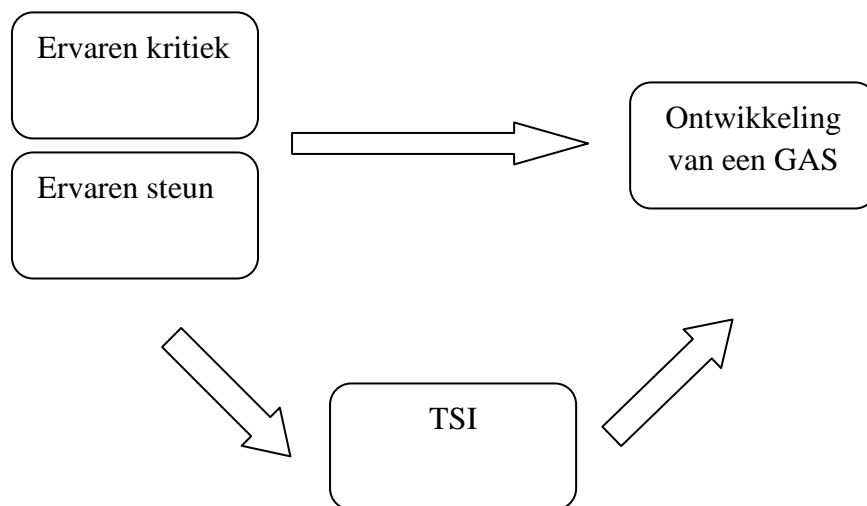 Ervaren kritiek
Ervaren steun
Ontwikkeling
van een GAS
TSI